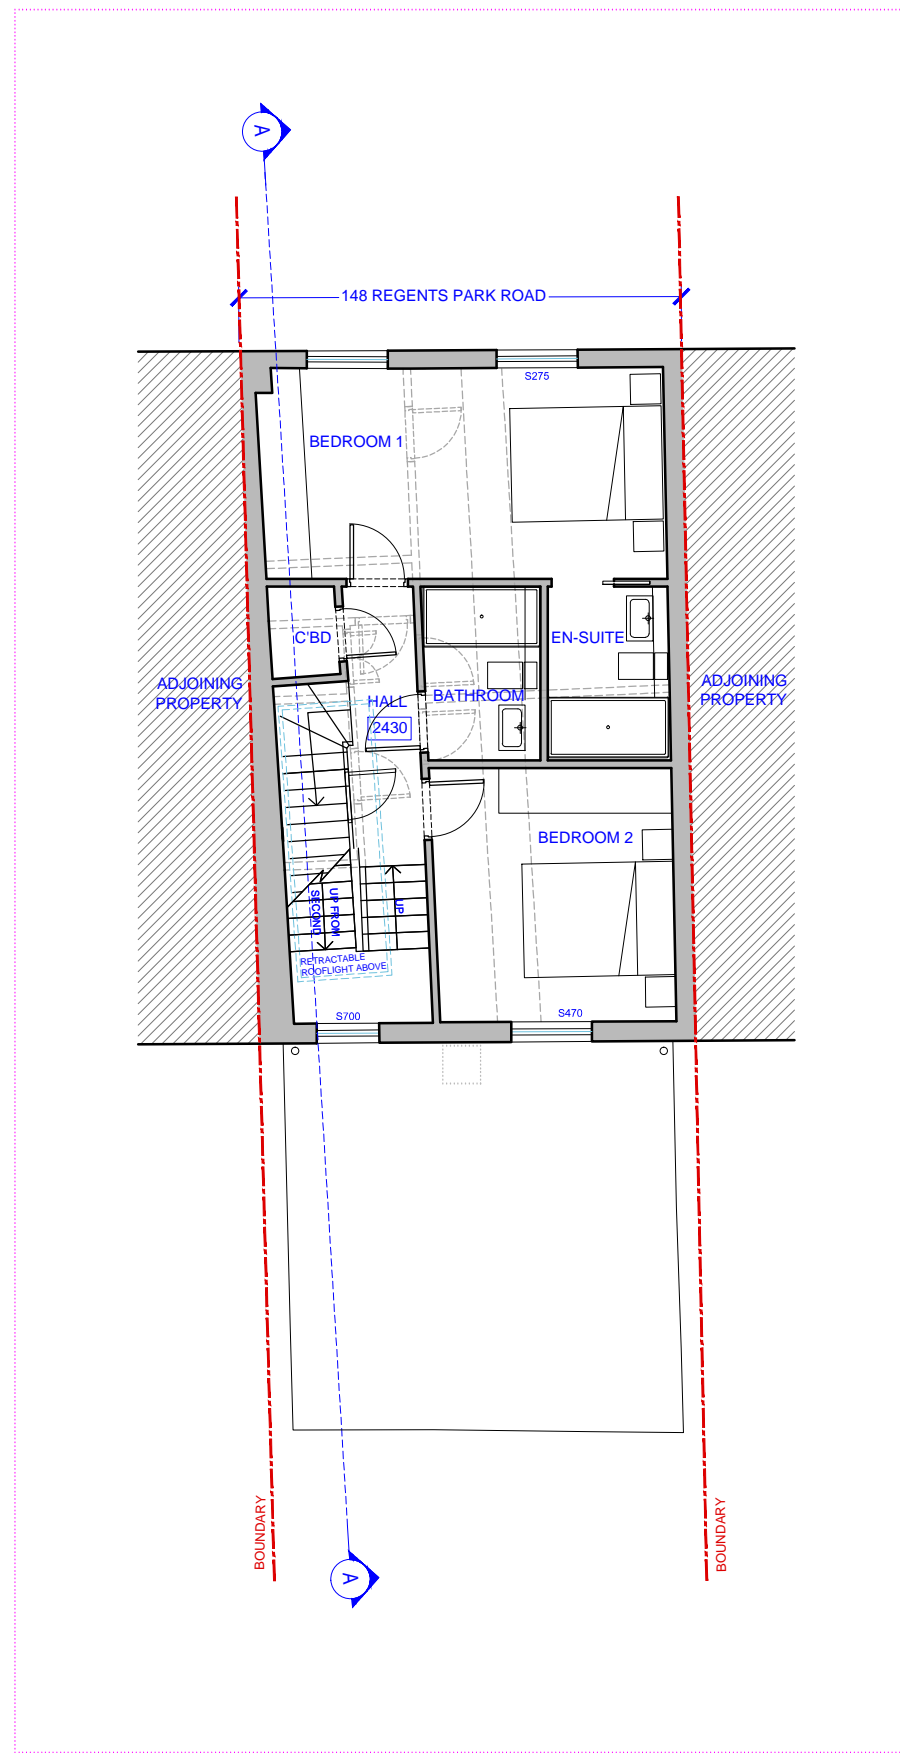 A
148 REGENTS PARK ROAD
S275
BEDROOM 1
C'BD
EN-SUITE
ADJOINING
PROPERTY
HALL
2430
BATHROOM
ADJOINING
PROPERTY
BEDROOM 2
UP FROM
SECOND
UP
RETRACTABLE
ROOFLIGHT ABOVE
S700
S470
BOUNDARY
BOUNDARY
A